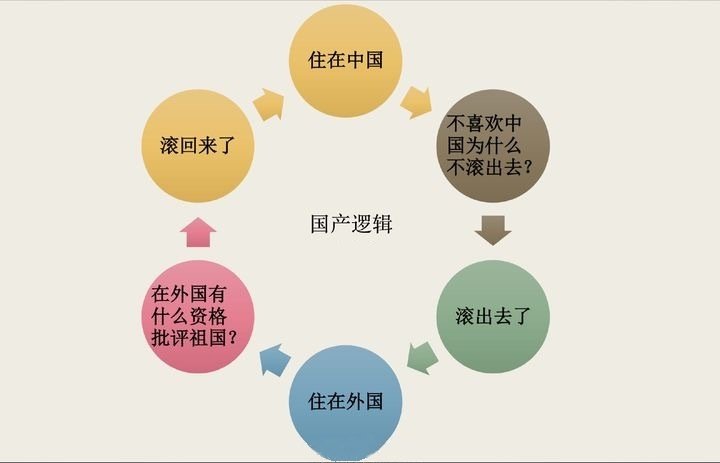 住在中国
不喜欢中
国为什么
不滚出去?
滚出去了
住在外国
在外国有
什么资格
批评祖国?
滚回来了
国产逻辑